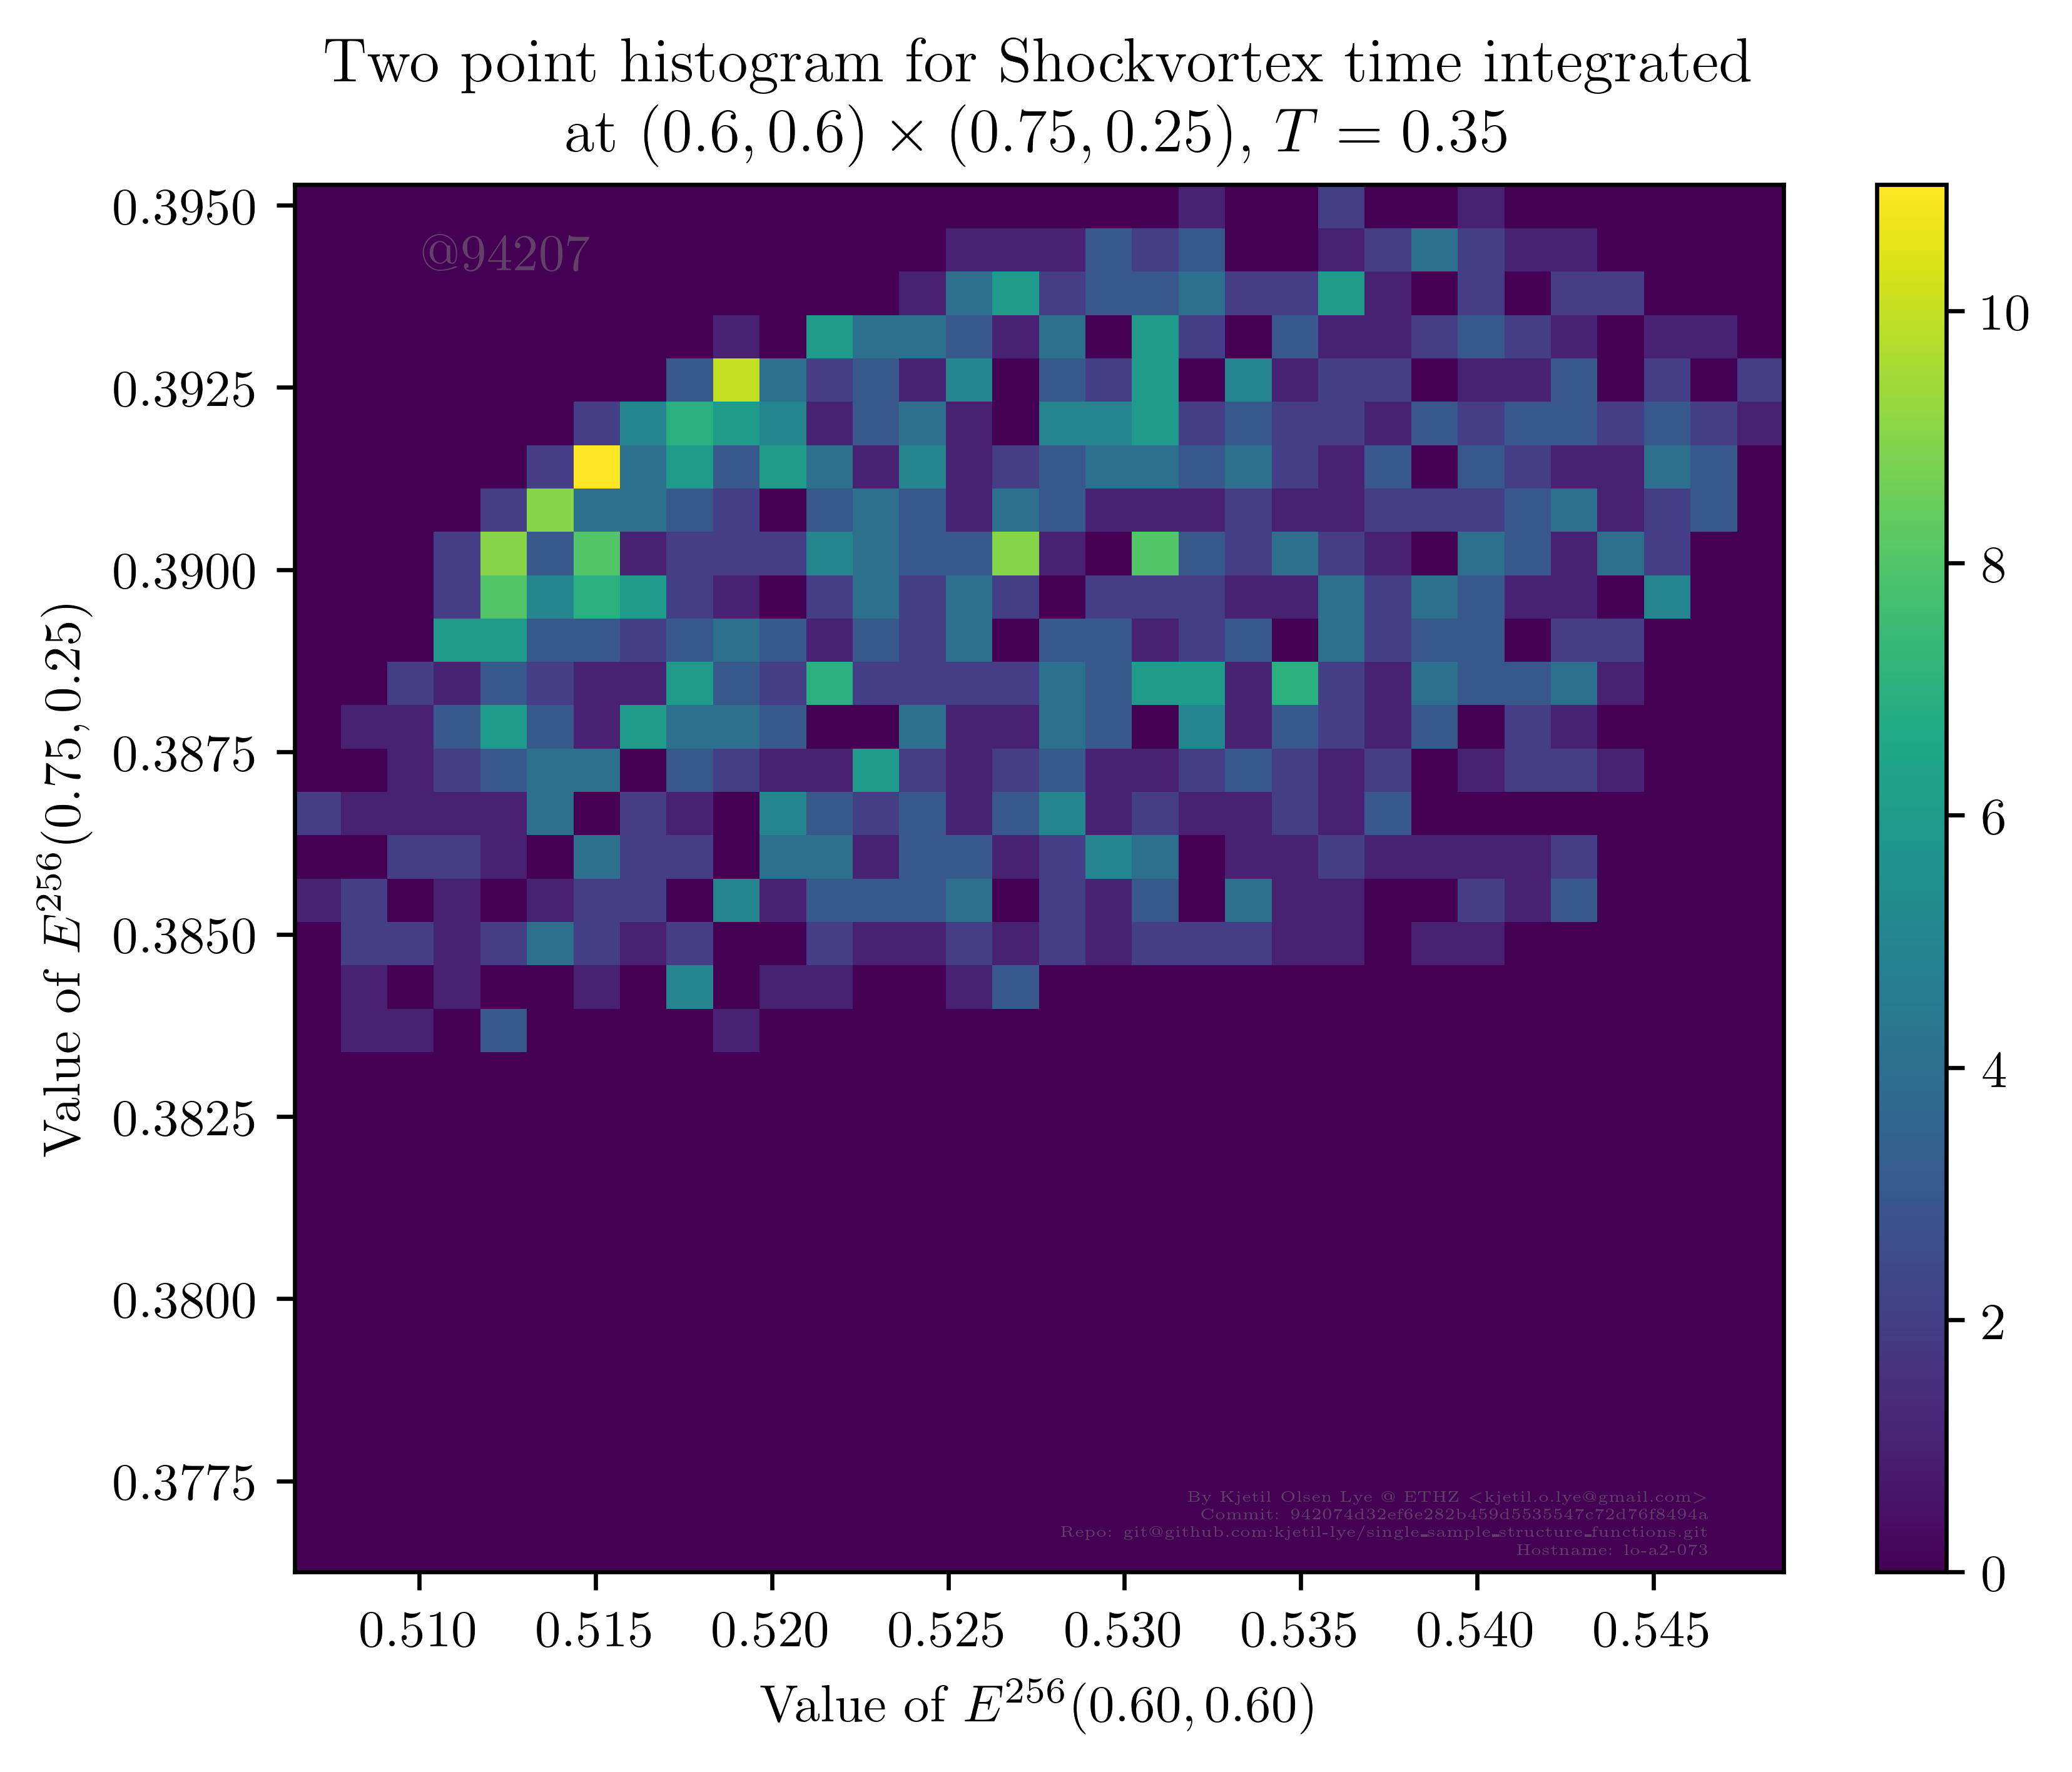 Two point histogram for Shockvortex time integrated
at (0.6, 0.6) × (0.75, 0.25), T = 0.35
0.3950
0.3925
0.3900
0.3875
0.3850
0.3825
0.3800
0.3775
Value of E^256(0.75, 0.25)
@94207
By Kjetil Olsen Lye @ ETHZ <kjetil.o.lye@gmail.com>
Commit: 942074d32ef6e282b459d5535547c72d76f8494a
Repo: git@github.com:kjetil-lye/single_sample_structure_functions.git
Hostname: lo-a2-073
0.510 0.515 0.520 0.525 0.530 0.535 0.540 0.545
Value of E^256(0.60, 0.60)
10
8
6
4
2
0